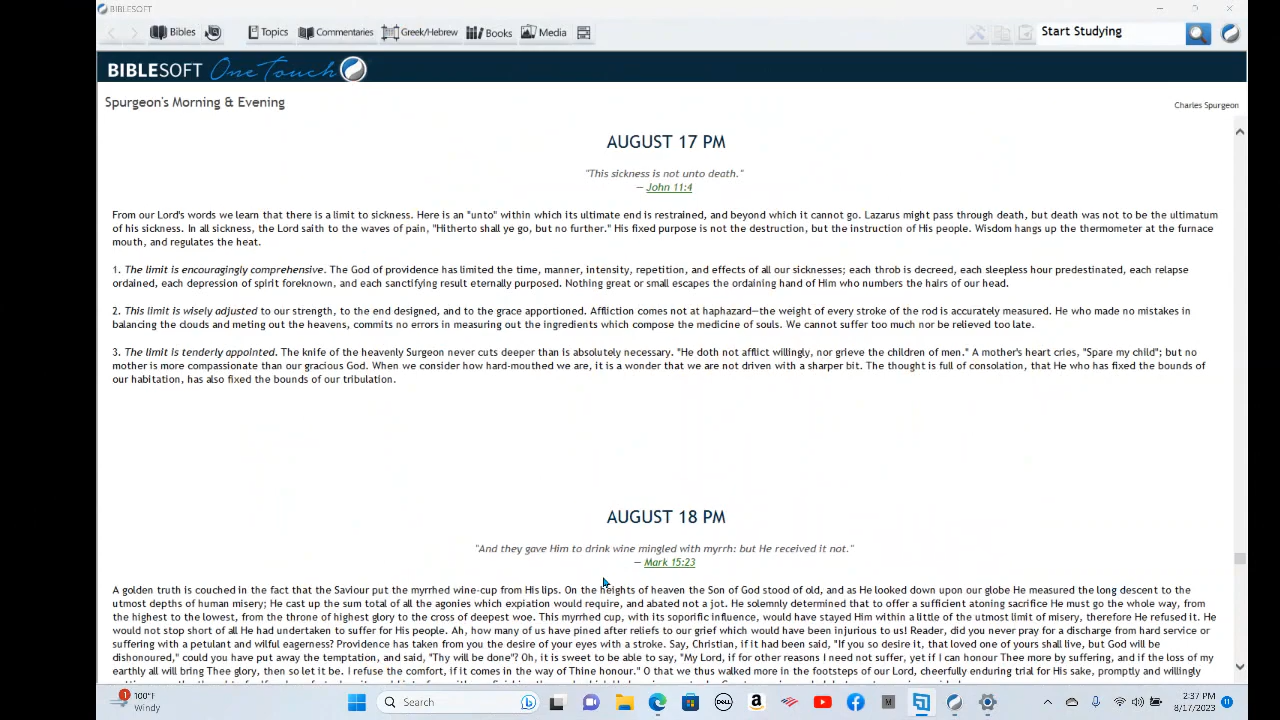 BIBLESOFT
Bibles Topics Commentaries Greek/Hebrew Books Media Start Studying
BIBLESOFT One Touch
Spurgeon's Morning & Evening
Charles Spurgeon
AUGUST 17 PM
"This sickness is not unto death."
— John 11:4
From our Lord's words we learn that there is a limit to sickness. Here is an "unto" within which its ultimate end is restrained, and beyond which it cannot go. Lazarus might pass through death, but death was not to be the ultimatum
of his sickness. In all sickness, the Lord saith to the waves of pain, "Hitherto shall ye go, but no further." His fixed purpose is not the destruction, but the instruction of His people. Wisdom hangs up the thermometer at the furnace
mouth, and regulates the heat.
1. The limit is encouragingly comprehensive. The God of providence has limited the time, manner, intensity, repetition, and effects of all our sicknesses; each throb is decreed, each sleepless hour predestinated, each relapse
ordained, each depression of spirit foreknown, and each sanctifying result eternally purposed. Nothing great or small escapes the ordaining hand of Him who numbers the hairs of our head.
2. This limit is wisely adjusted to our strength, to the end designed, and to the grace apportioned. Affliction comes not at haphazard—the weight of every stroke of the rod is accurately measured. He who made no mistakes in
balancing the clouds and meting out the heavens, commits no errors in measuring out the ingredients which compose the medicine of souls. We cannot suffer too much nor be relieved too late.
3. The limit is tenderly appointed. The knife of the heavenly Surgeon never cuts deeper than is absolutely necessary. "He doth not afflict willingly, nor grieve the children of men." A mother's heart cries, "Spare my child"; but no
mother is more compassionate than our gracious God. When we consider how hard-mouthed we are, it is a wonder that we are not driven with a sharper bit. The thought is full of consolation, that He who has fixed the bounds of
our habitation, has also fixed the bounds of our tribulation.
AUGUST 18 PM
"And they gave Him to drink wine mingled with myrrh: but He received it not."
— Mark 15:23
A golden truth is couched in the fact that the Saviour put the myrrhed wine-cup from His lips. On the heights of heaven the Son of God stood of old, and as He looked down upon our globe He measured the long descent to the
utmost depths of human misery; He cast up the sum total of all the agonies which expiation would require, and abated not a jot. He solemnly determined that to offer a sufficient atoning sacrifice He must go the whole way, from
the highest to the lowest, from the throne of highest glory to the cross of deepest woe. This myrrhed cup, with its soporific influence, would have stayed Him within a little of the utmost limit of misery, therefore He refused it. He
would not stop short of all He had undertaken to suffer for His people. Ah, how many of us have pined after reliefs to our grief which would have been injurious to us! Reader, did you never pray for a discharge from hard service or
suffering with a petulant and wilful eagerness? Providence has taken from you the desire of your eyes with a stroke. Say, Christian, if it had been said, "If you so desire it, that loved one of yours shall live, but God will be
dishonoured," could you have put away the temptation, and said, "Thy will be done"? Oh, it is sweet to be able to say, "My Lord, if for other reasons I need not suffer, yet if I can honour Thee more by suffering, and if the loss of my
earthly all will bring Thee glory, then so let it be. I refuse the comfort, if it comes in the way of Thine honour." O that we thus walked more in the footsteps of our Lord, cheerfully enduring trial for His sake, promptly and willingly
1
100°F
Windy
Search
DELL
M
2:37 PM
8/17/2023
11